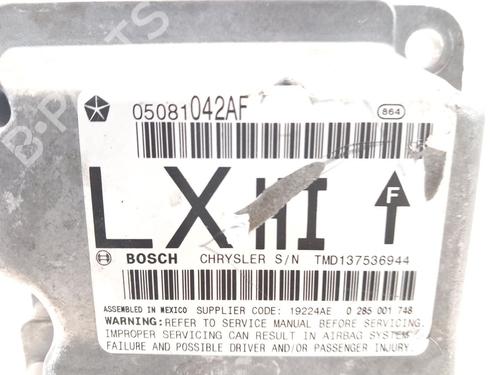 05081042AF
864
LX HI
F
BOSCH CHRYSLER S/N TMD137536944
ASSEMBLED IN MEXICO SUPPLIER CODE: 19224AE 0 285 001 748
WARNING: REFER TO SERVICE MANUAL BEFORE SERVICING.
IMPROPER SERVICING CAN RESULT IN AIRBAG SYSTEM
FAILURE AND POSSIBLE DRIVER AND/OR PASSENGER INJURY.
B-PARTS